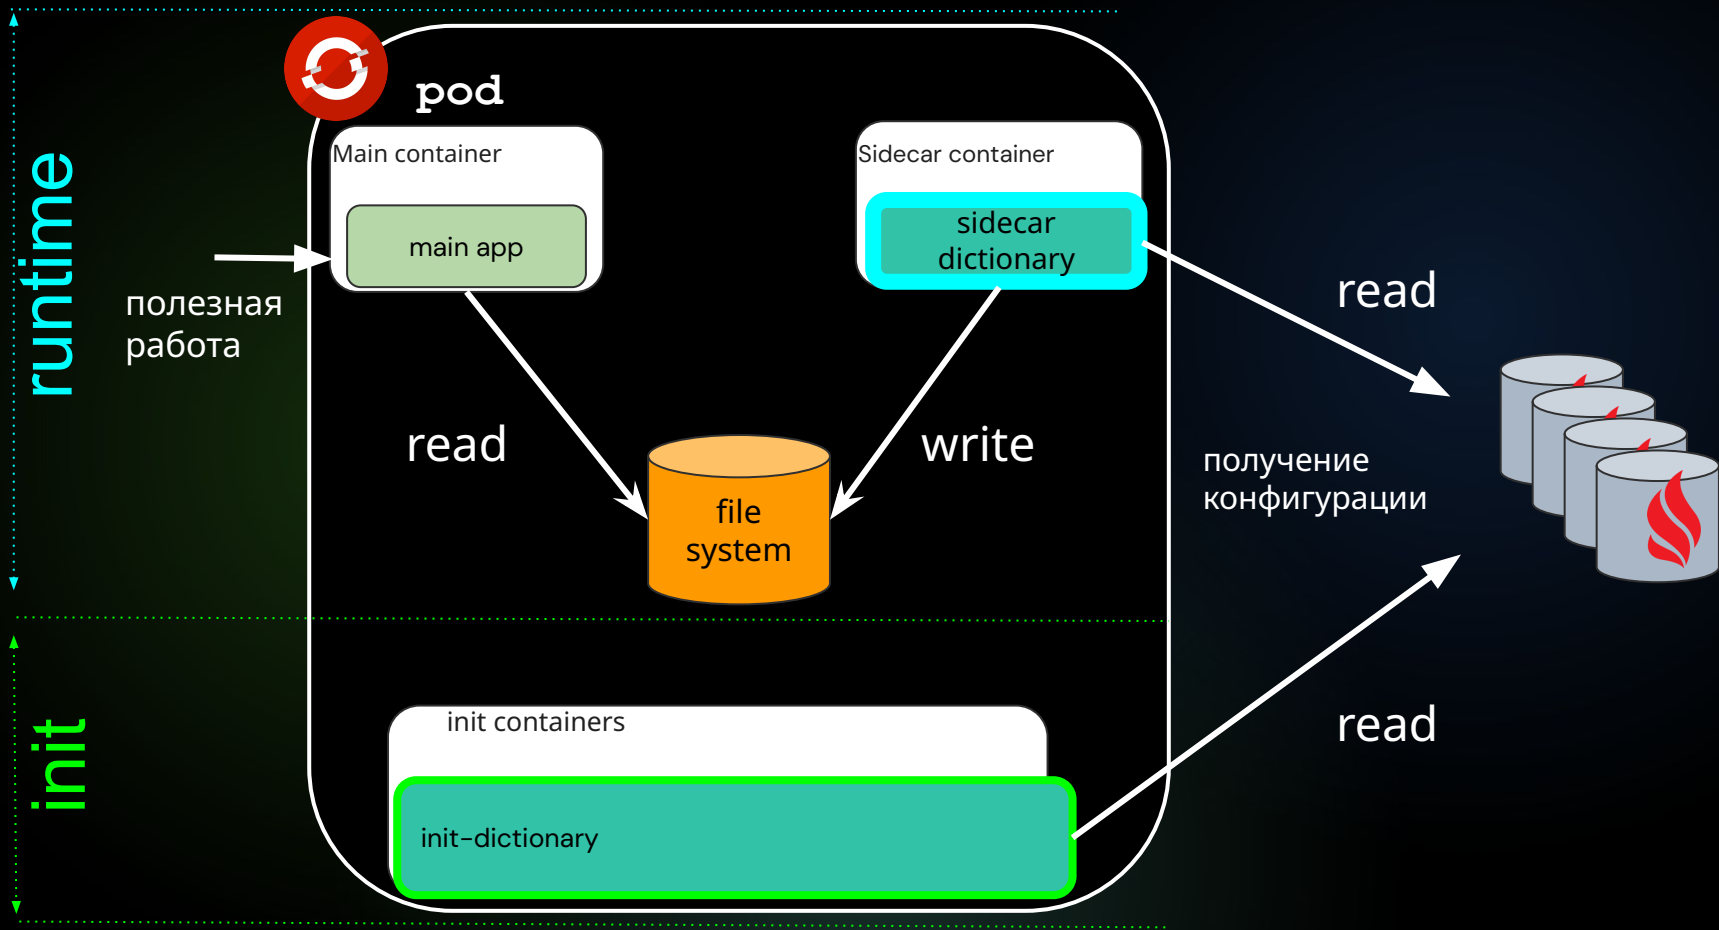 pod
Main container
main app
Sidecar container
sidecar
dictionary
runtime
полезная
работа
read
read
write
file
system
получение
конфигурации
init
init containers
init-dictionary
read